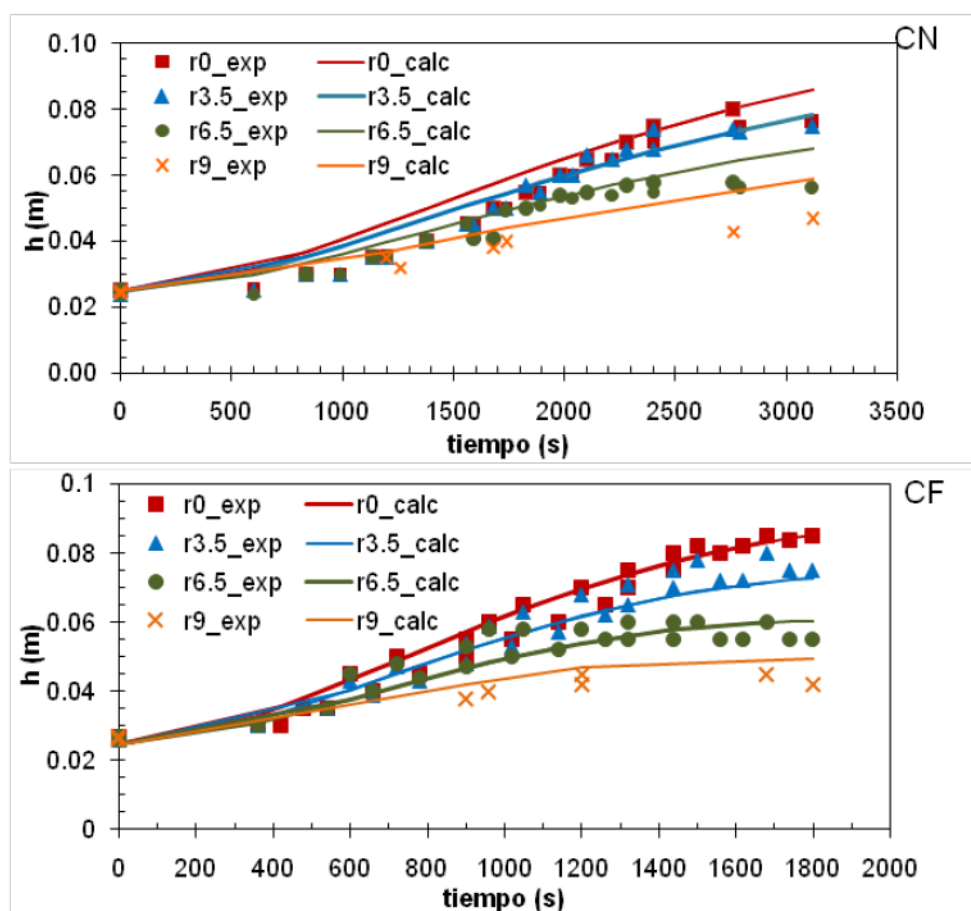 CN
0.10
0.08
0.06
0.04
0.02
0.00
h (m)
r0_exp r0_calc
r3.5_exp r3.5_calc
r6.5_exp r6.5_calc
r9_exp r9_calc
0 500 1000 1500 2000 2500 3000 3500
tiempo (s)
CF
0.1
0.08
0.06
0.04
0.02
0
h (m)
r0_exp r0_calc
r3.5_exp r3.5_calc
r6.5_exp r6.5_calc
r9_exp r9_calc
0 200 400 600 800 1000 1200 1400 1600 1800 2000
tiempo (s)